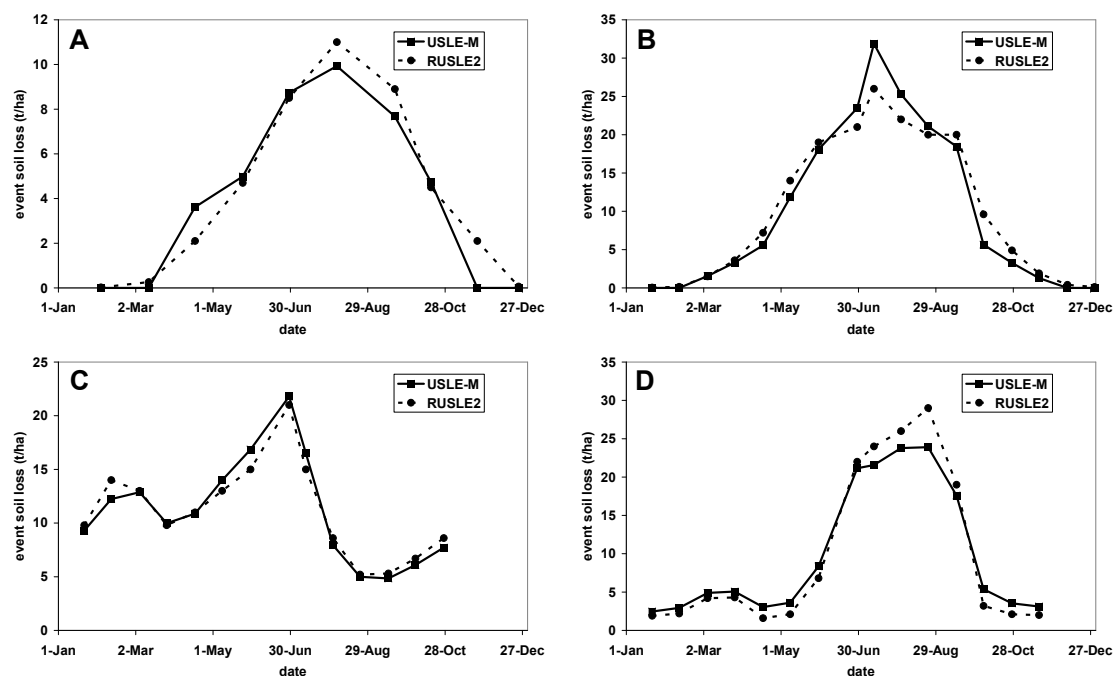 A
USLE-M
RUSLE2
12
10
8
6
4
2
0
event soil loss (t/ha)
1-Jan 2-Mar 1-May 30-Jun 29-Aug 28-Oct 27-Dec
date
B
USLE-M
RUSLE2
35
30
25
20
15
10
5
0
event soil loss (t/ha)
1-Jan 2-Mar 1-May 30-Jun 29-Aug 28-Oct 27-Dec
date
C
USLE-M
RUSLE2
25
20
15
10
5
0
event soil loss (t/ha)
1-Jan 2-Mar 1-May 30-Jun 29-Aug 28-Oct 27-Dec
date
D
USLE-M
RUSLE2
35
30
25
20
15
10
5
0
event soil loss (t/ha)
1-Jan 2-Mar 1-May 30-Jun 29-Aug 28-Oct 27-Dec
date